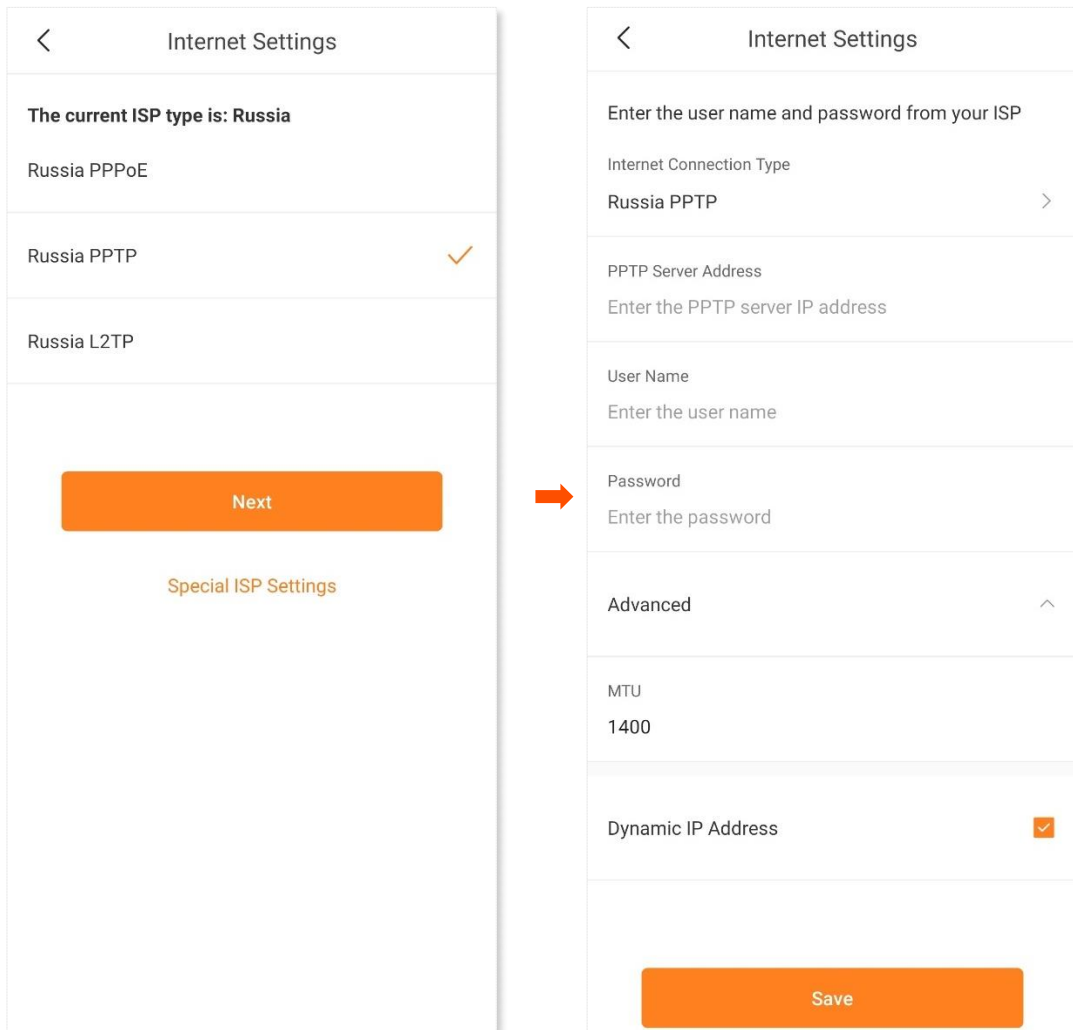 Internet Settings
The current ISP type is: Russia
Russia PPPoE
Russia PPTP
Russia L2TP
Next
Special ISP Settings
Internet Settings
Enter the user name and password from your ISP
Internet Connection Type
Russia PPTP
PPTP Server Address
Enter the PPTP server IP address
User Name
Enter the user name
Password
Enter the password
Advanced
MTU
1400
Dynamic IP Address
Save